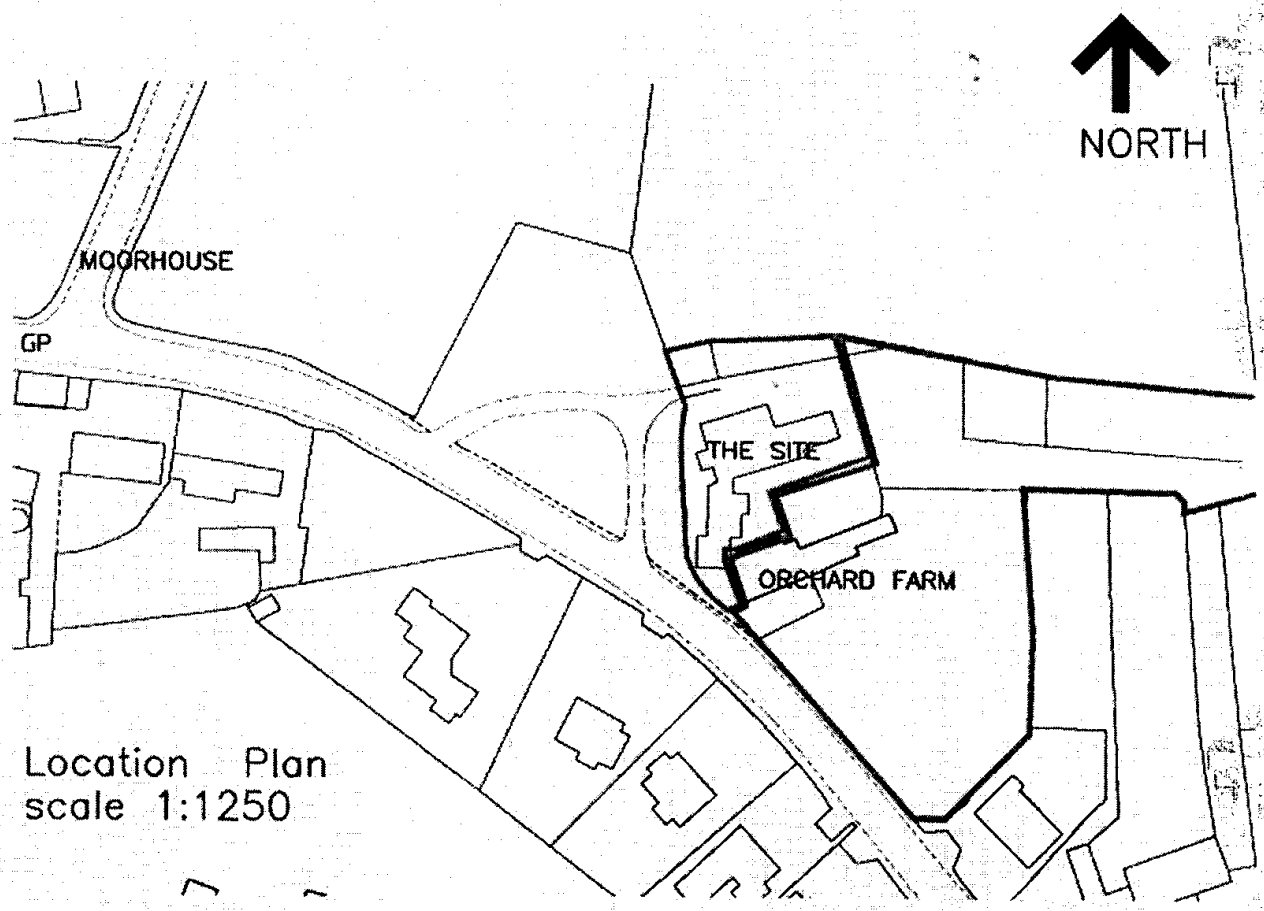 NORTH
MOORHOUSE
GP
THE SITE
ORCHARD FARM
Location Plan
scale 1:1250